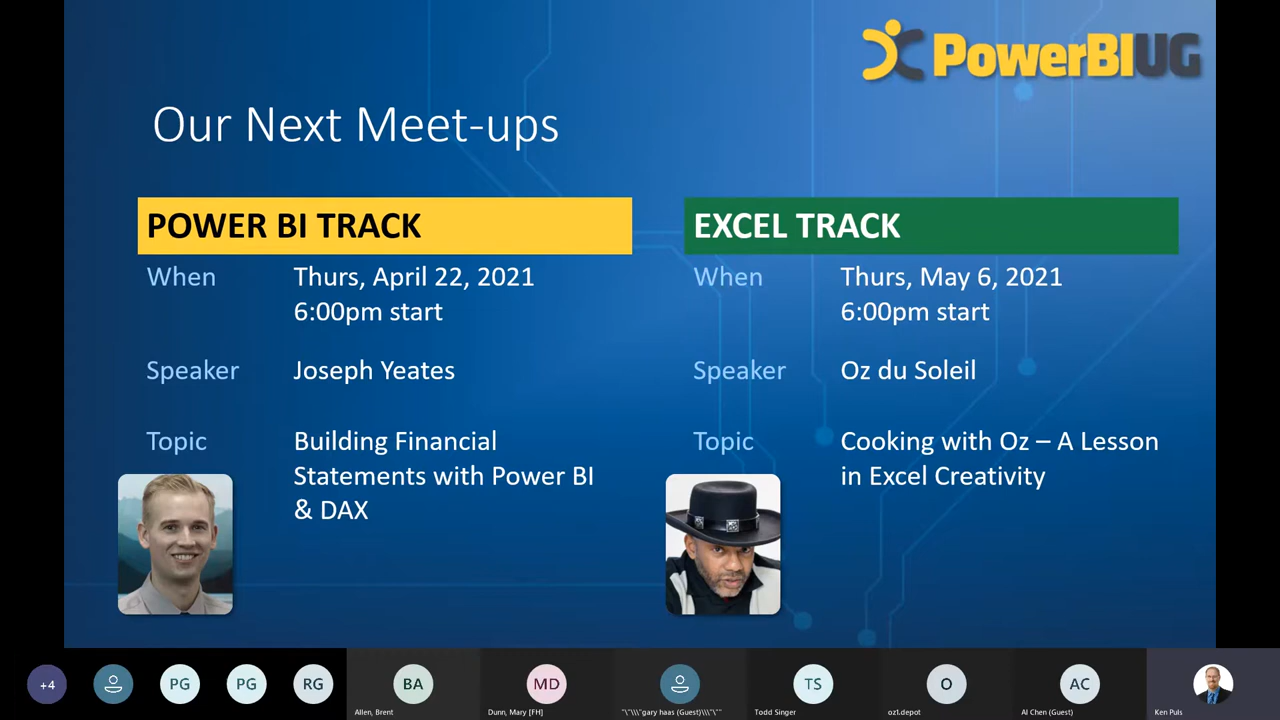 PowerBIUG
Our Next Meet-ups
POWER BI TRACK
When
Thurs, April 22, 2021
6:00pm start
Speaker
Joseph Yeates
Topic
Building Financial
Statements with Power BI
& DAX
EXCEL TRACK
When
Thurs, May 6, 2021
6:00pm start
Speaker
Oz du Soleil
Topic
Cooking with Oz – A Lesson
in Excel Creativity
+4
PG
PG
RG
BA
Allen, Brent
MD
Dunn, Mary [FH]
"\"\\\"gary haas (Guest)\\\"\""
TS
Todd Singer
O
oz1.depot
AC
Al Chen (Guest)
Ken Puls